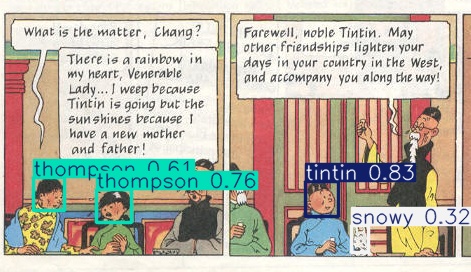 What is the matter, Chang?
There is a rainbow in
my heart, Venerable
Lady... I weep because
Tintin is going but the
sun shines because I
have a new mother
and father!
thompson 0.61
thompson 0.76
Farewell, noble Tintin. May
other friendships lighten your
days in your country in the West,
and accompany you along the way!
tintin 0.83
snowy 0.32